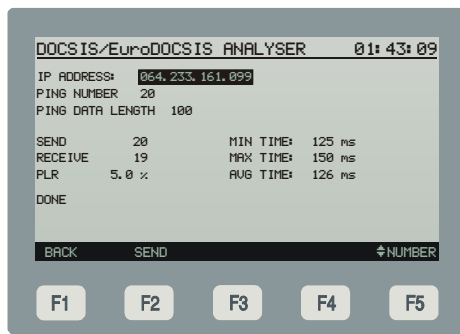 DOCSIS/EuroDOCSIS ANALYSER 01:43:09
IP ADDRESS: 064.233.161.099
PING NUMBER 20
PING DATA LENGTH 100
SEND 20 MIN TIME: 125 ms
RECEIVE 19 MAX TIME: 150 ms
PLR 5.0 % AVG TIME: 126 ms
DONE
BACK SEND NUMBER
F1 F2 F3 F4 F5